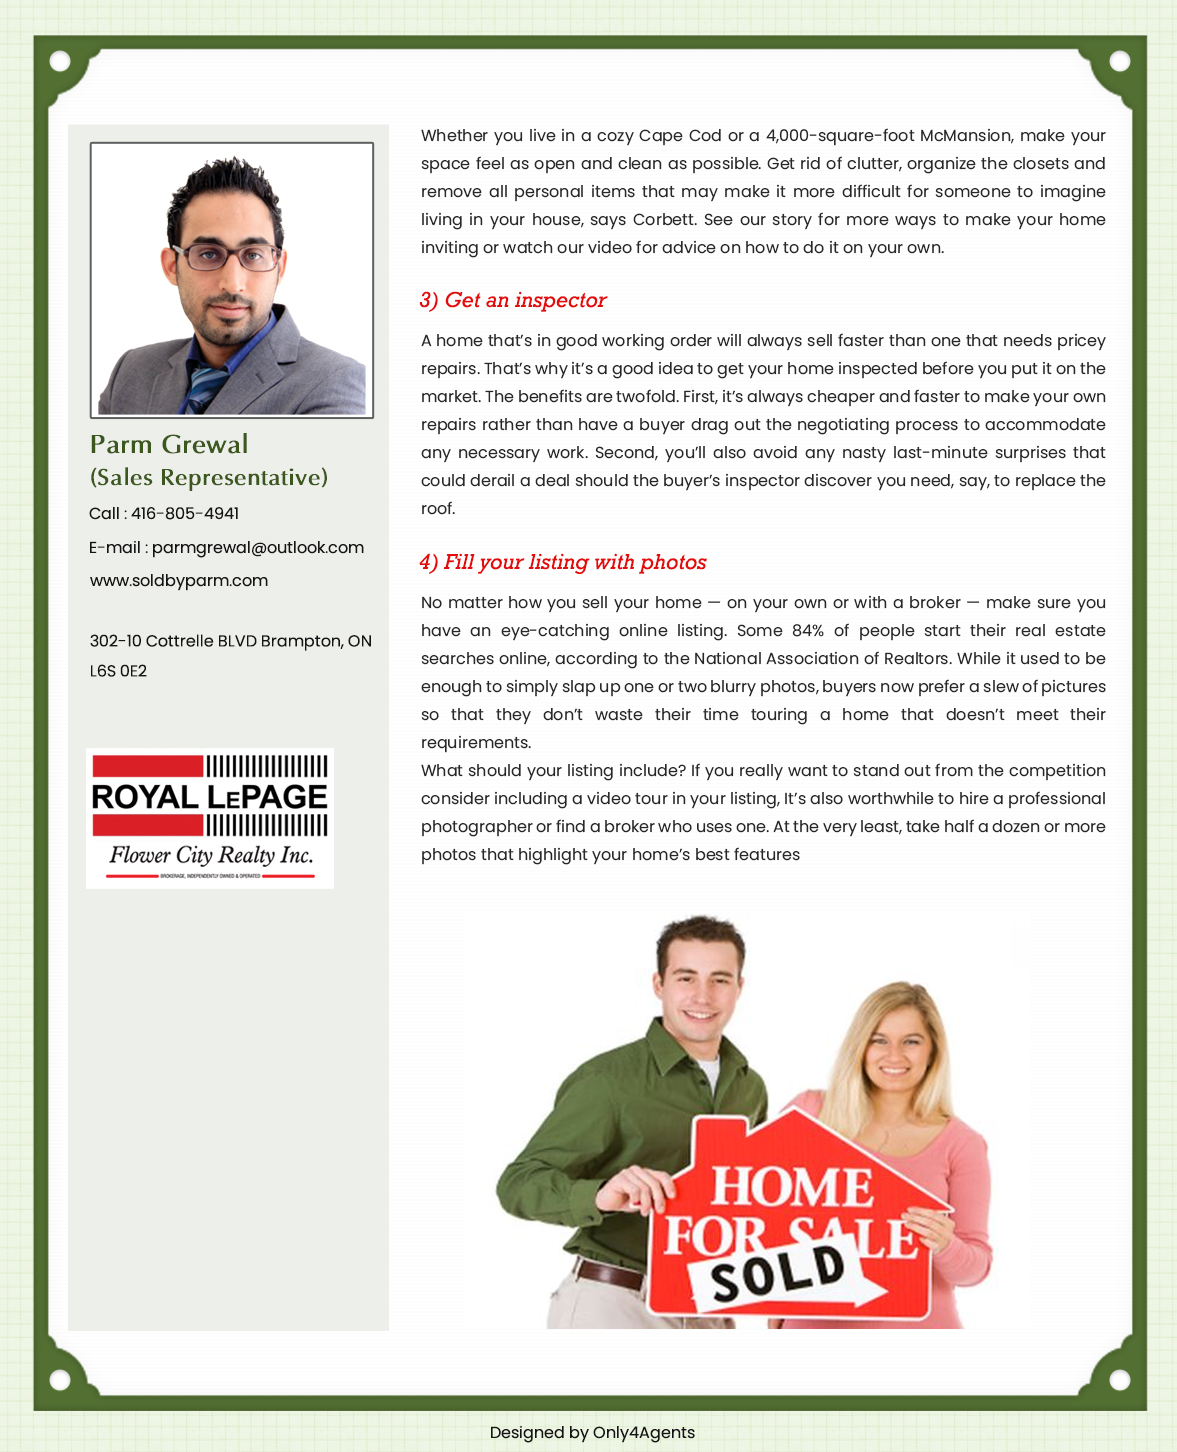 Parm Grewal
(Sales Representative)
Call : 416-805-4941
E-mail : parmgrewal@outlook.com
www.soldbyparm.com
302-10 Cottrelle BLVD Brampton, ON
L6S 0E2
ROYAL LEPAGE
Flower City Realty Inc.
BROKERAGE, INDEPENDENTLY OWNED & OPERATED
Whether you live in a cozy Cape Cod or a 4,000-square-foot McMansion, make your
space feel as open and clean as possible. Get rid of clutter, organize the closets and
remove all personal items that may make it more difficult for someone to imagine
living in your house, says Corbett. See our story for more ways to make your home
inviting or watch our video for advice on how to do it on your own.
3) Get an inspector
A home that’s in good working order will always sell faster than one that needs pricey
repairs. That’s why it’s a good idea to get your home inspected before you put it on the
market. The benefits are twofold. First, it’s always cheaper and faster to make your own
repairs rather than have a buyer drag out the negotiating process to accommodate
any necessary work. Second, you’ll also avoid any nasty last-minute surprises that
could derail a deal should the buyer’s inspector discover you need, say, to replace the
roof.
4) Fill your listing with photos
No matter how you sell your home — on your own or with a broker — make sure you
have an eye-catching online listing. Some 84% of people start their real estate
searches online, according to the National Association of Realtors. While it used to be
enough to simply slap up one or two blurry photos, buyers now prefer a slew of pictures
so that they don’t waste their time touring a home that doesn’t meet their
requirements.
What should your listing include? If you really want to stand out from the competition
consider including a video tour in your listing, It’s also worthwhile to hire a professional
photographer or find a broker who uses one. At the very least, take half a dozen or more
photos that highlight your home’s best features
HOME
FOR SALE
SOLD
Designed by Only4Agents